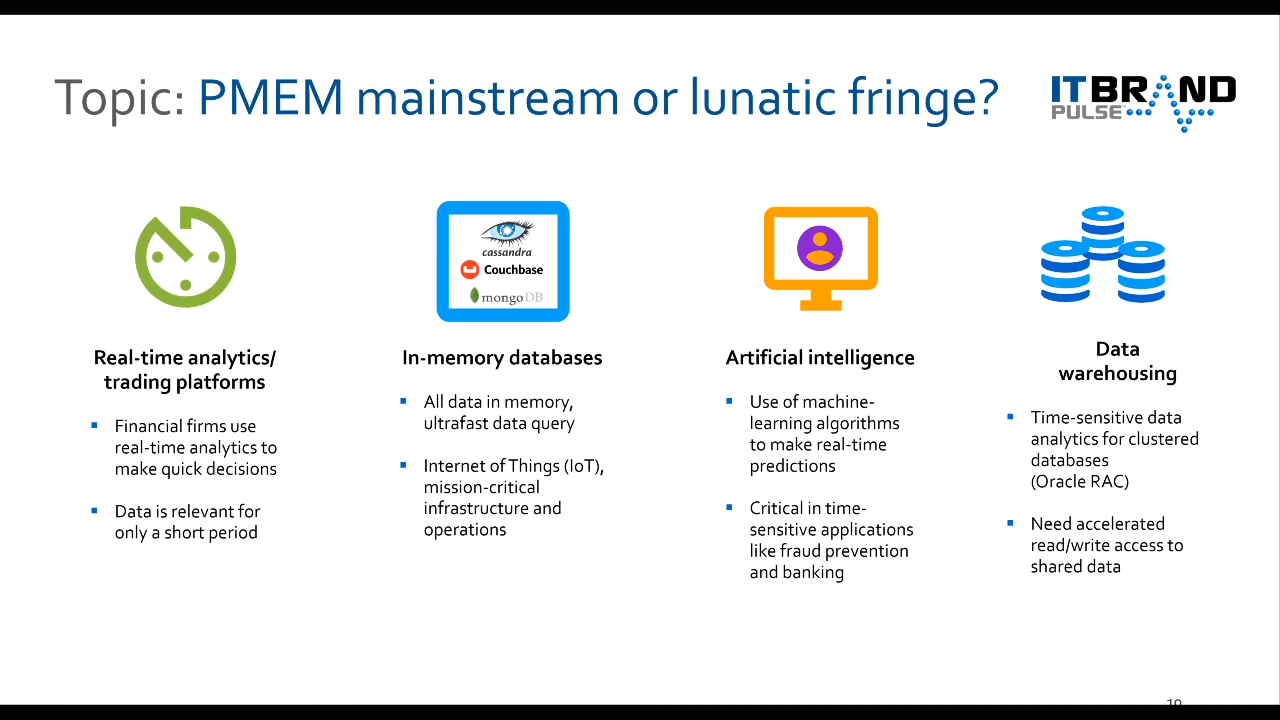 Topic: PMEM mainstream or lunatic fringe?
ITBRAND
PULSE
cassandra
Couchbase
mongoDB
Real-time analytics/
trading platforms
▪ Financial firms use
real-time analytics to
make quick decisions
▪ Data is relevant for
only a short period
In-memory databases
▪ All data in memory,
ultrafast data query
▪ Internet of Things (IoT),
mission-critical
infrastructure and
operations
Artificial intelligence
▪ Use of machine-
learning algorithms
to make real-time
predictions
▪ Critical in time-
sensitive applications
like fraud prevention
and banking
Data
warehousing
▪ Time-sensitive data
analytics for clustered
databases
(Oracle RAC)
▪ Need accelerated
read/write access to
shared data